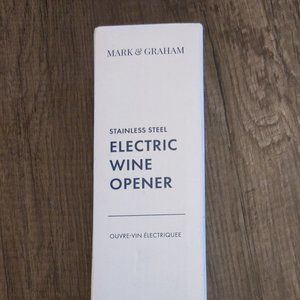 MARK & GRAHAM
STAINLESS STEEL
ELECTRIC
WINE
OPENER
OUVRE-VIN ÉLECTRIQUEE